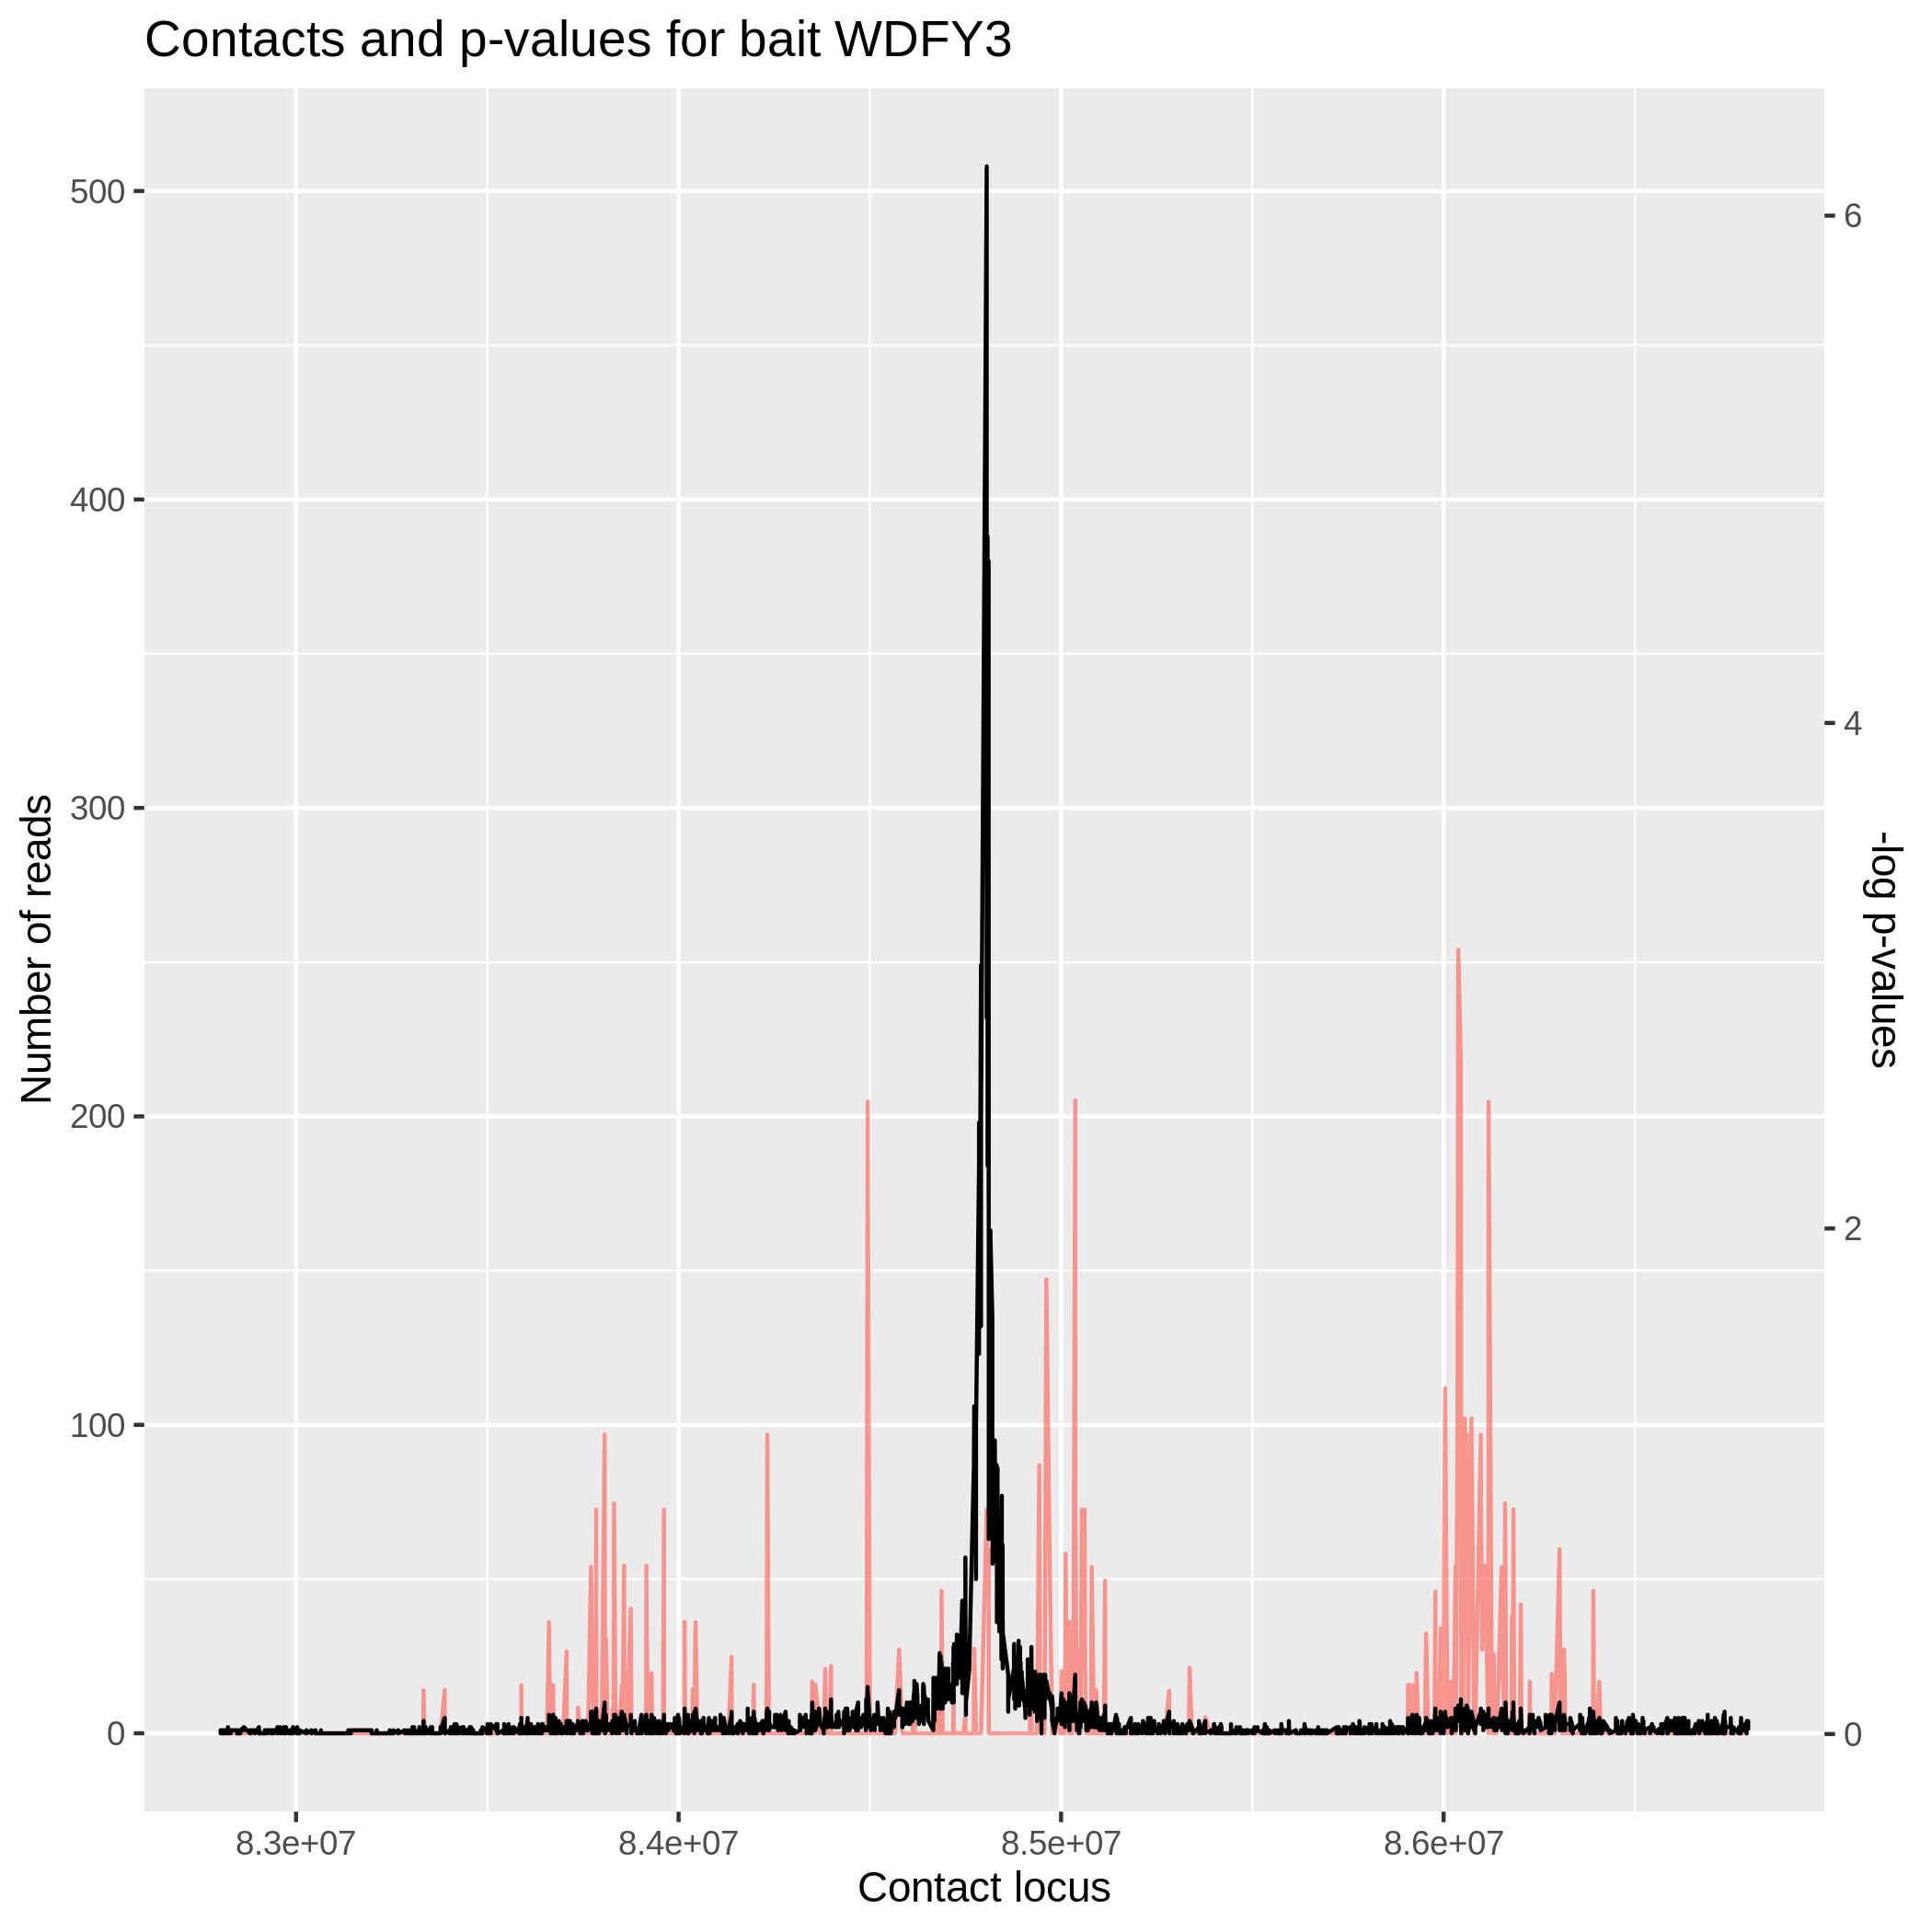 Contacts and p-values for bait WDFY3
500
400
300
200
100
0
Number of reads
6
4
2
0
-log p-values
8.3e+07
8.4e+07
8.5e+07
8.6e+07
Contact locus